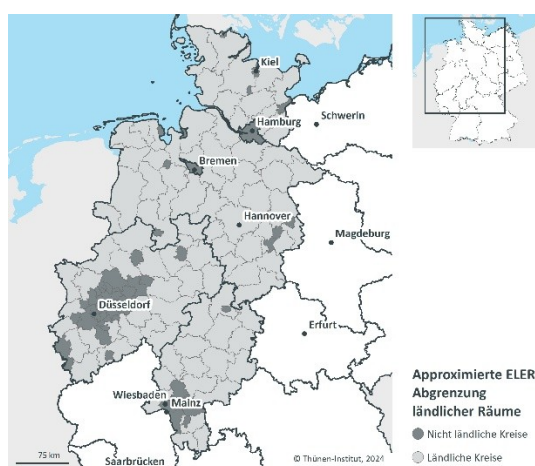 Kiel
Schwerin
Hamburg
Bremen
Hannover
Magdeburg
Düsseldorf
Erfurt
Wiesbaden
Mainz
Saarbrücken
75 km
© Thünen-Institut, 2024
Approximierte ELER
Abgrenzung
ländlicher Räume
Nicht ländliche Kreise
Ländliche Kreise